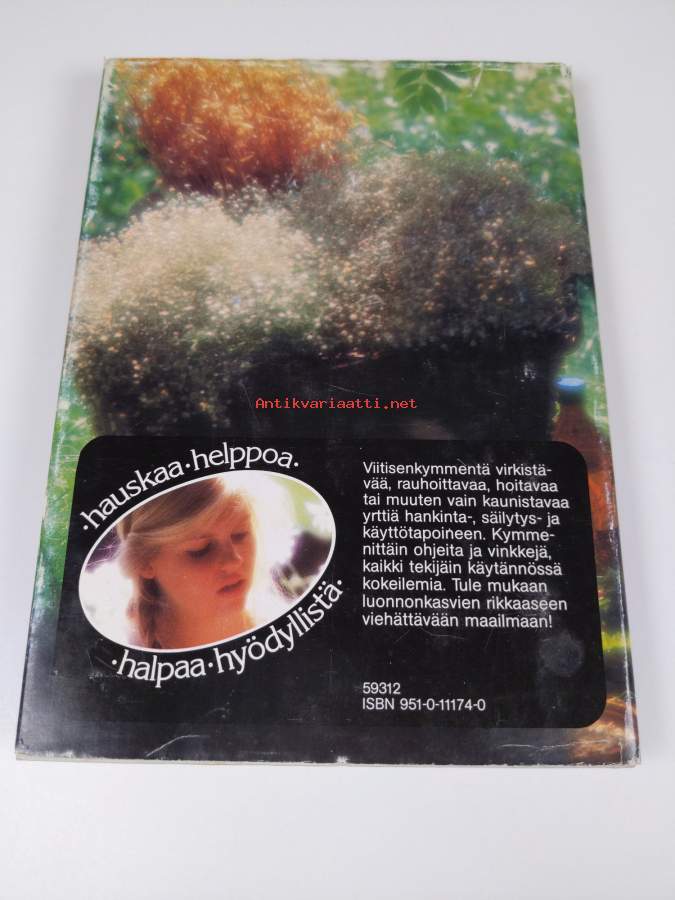 Antikvariaatti.net
·hauskaa·helppoa·
·halpaa·hyödyllistä·
Viitisenkymmentä virkistä-
vää, rauhoittavaa, hoitavaa
tai muuten vain kaunistavaa
yrttiä hankinta-, säilytys- ja
käyttötapoineen. Kymme-
nittäin ohjeita ja vinkkejä,
kaikki tekijäin käytännössä
kokeilemia. Tule mukaan
luonnonkasvien rikkaaseen
viehättävään maailmaan!
59312
ISBN 951-0-11174-0